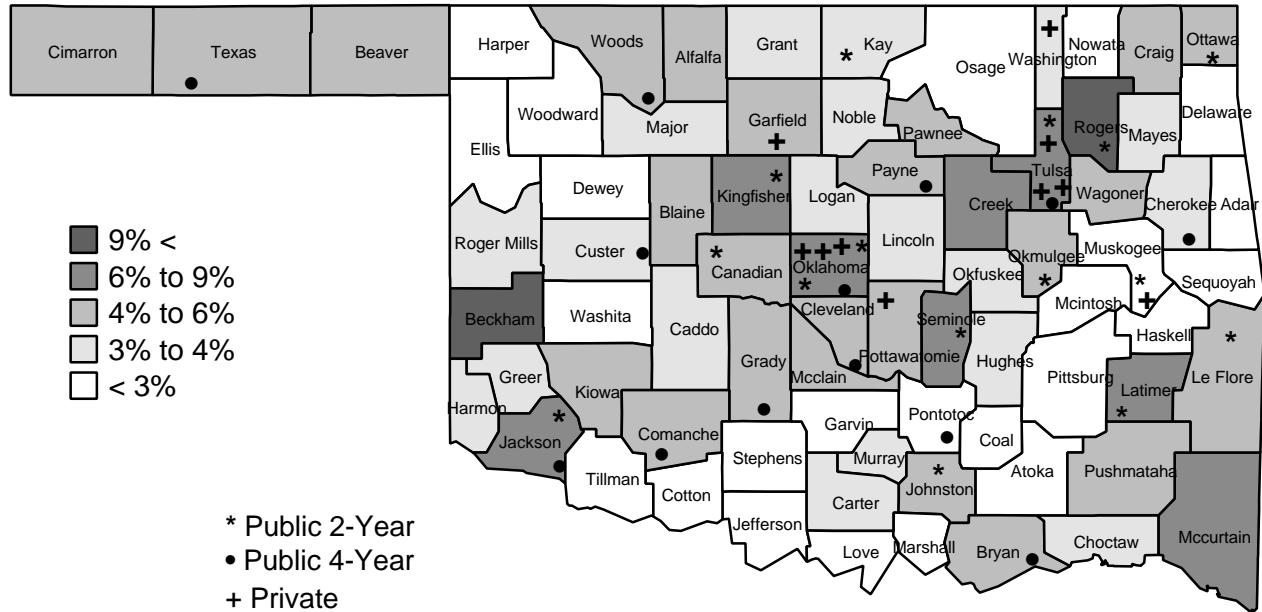 Cimarron
Texas
Beaver
Harper
Woods
Alfalfa
Grant
Kay
Osage
Washington
Nowata
Craig
Ottawa
Woodward
Major
Garfield
Noble
Pawnee
Rogers
Mayes
Delaware
Ellis
Dewey
Blaine
Kingfisher
Logan
Payne
Creek
Tulsa
Wagoner
Cherokee
Adair
Roger Mills
Custer
Canadian
Oklahoma
Lincoln
Okfuskee
Okmulgee
Muskogee
Sequoyah
Beckham
Washita
Caddo
Grady
Cleveland
Pottawatomie
Seminole
Hughes
Mcintosh
Haskell
Greer
Kiowa
Mcclain
Pittsburg
Latimer
Le Flore
Harmon
Jackson
Comanche
Garvin
Pontotoc
Coal
Tillman
Cotton
Stephens
Murray
Johnston
Atoka
Pushmataha
Jefferson
Carter
Love
Marshall
Bryan
Choctaw
Mccurtain
9% <
6% to 9%
4% to 6%
3% to 4%
< 3%
* Public 2-Year
• Public 4-Year
+ Private